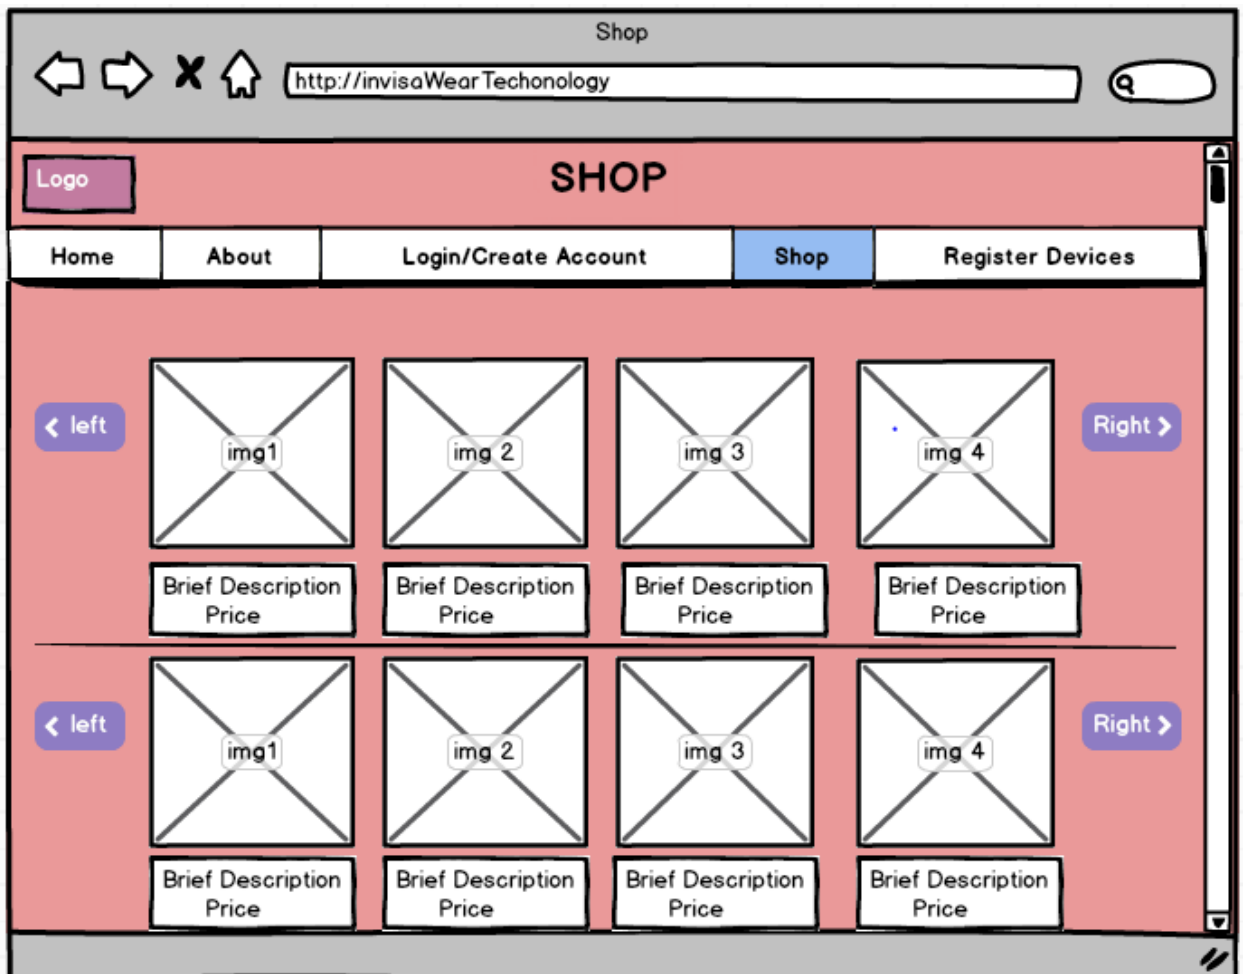 Shop
http://invisaWearTechonology
Logo
SHOP
Home About Login/Create Account Shop Register Devices
left img1 img 2 img 3 img 4 Right
Brief Description Brief Description Brief Description Brief Description
Price Price Price Price
left img1 img 2 img 3 img 4 Right
Brief Description Brief Description Brief Description Brief Description
Price Price Price Price